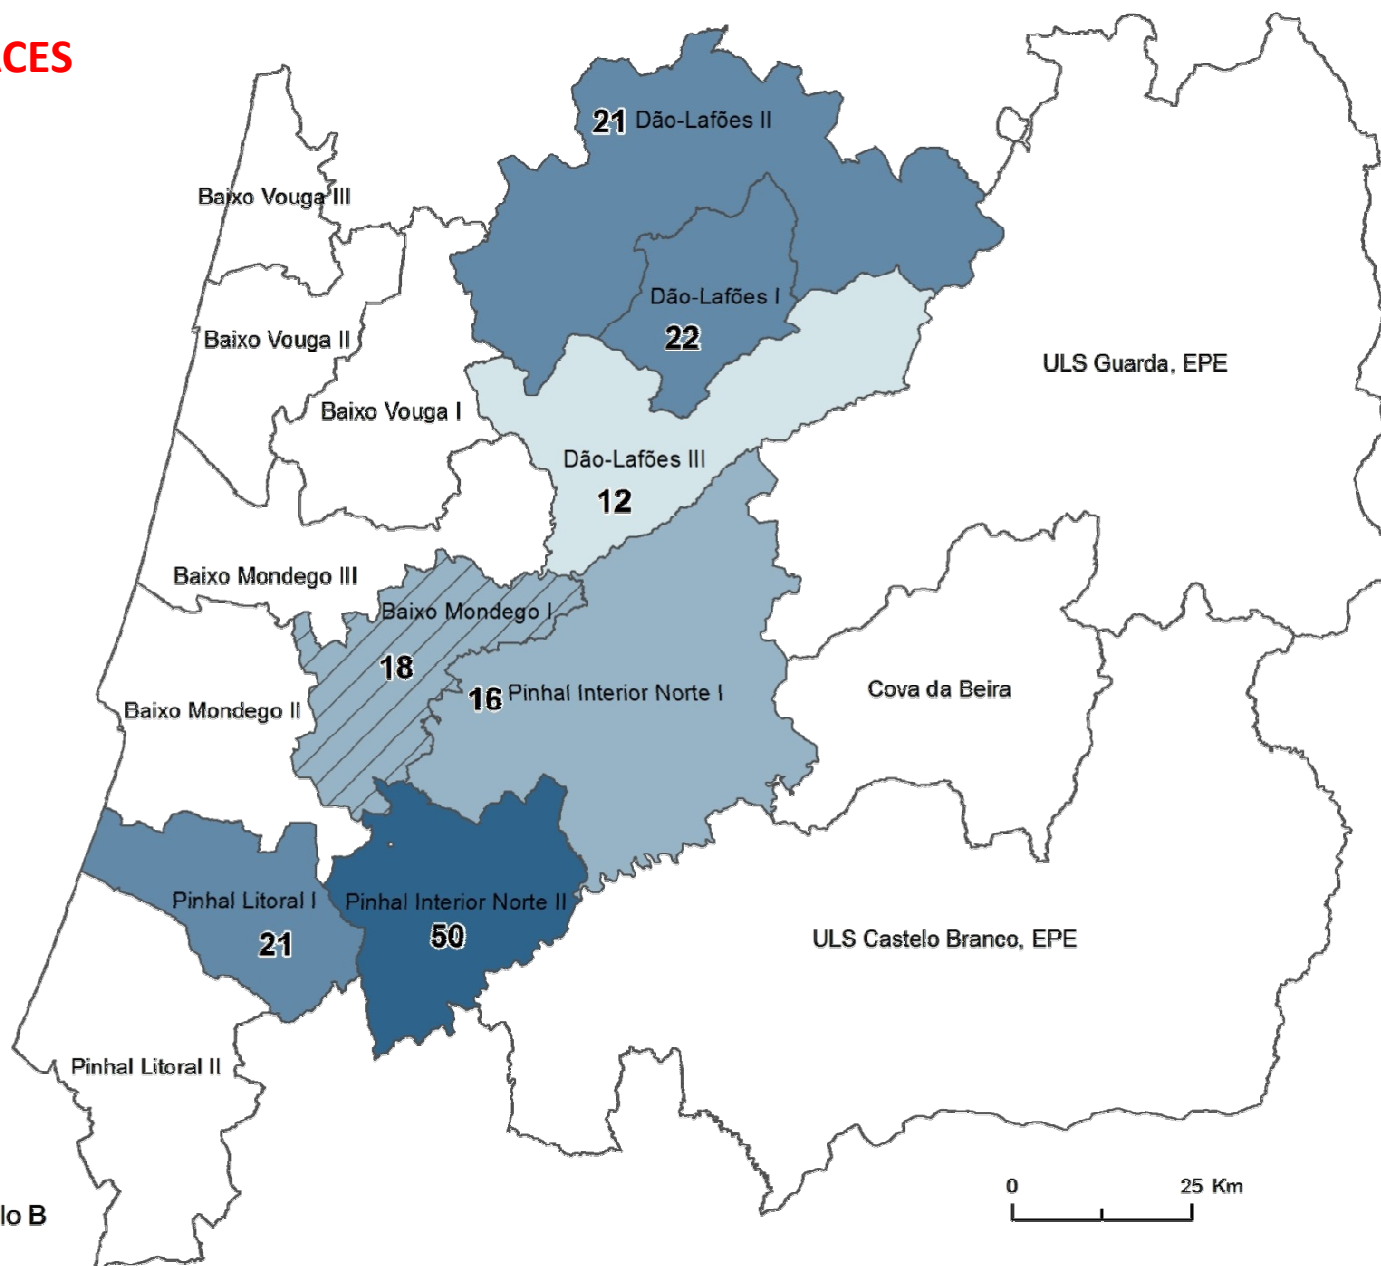 ACES
21 Dão-Lafões II
Baixo Vouga III
Dão-Lafões I
22
Baixo Vouga II
ULS Guarda, EPE
Baixo Vouga I
Dão-Lafões III
12
Baixo Mondego III
Baixo Mondego I
18
16 Pinhal Interior Norte I
Cova da Beira
Baixo Mondego II
Pinhal Litoral I
21
Pinhal Interior Norte II
50
ULS Castelo Branco, EPE
Pinhal Litoral II
0 25 Km
lo B